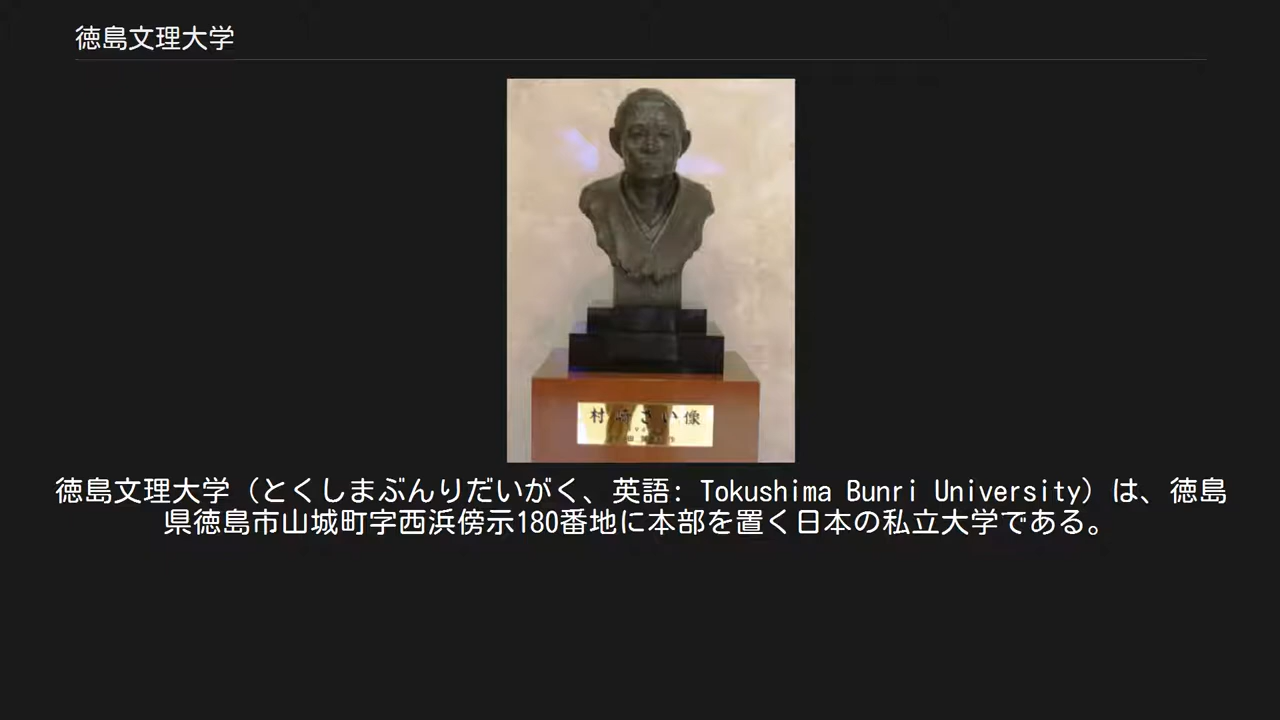 徳島文理大学
村崎さい像
徳島文理大学（とくしまぶんりだいがく、英語: Tokushima Bunri University）は、徳島
県徳島市山城町字西浜傍示180番地に本部を置く日本の私立大学である。